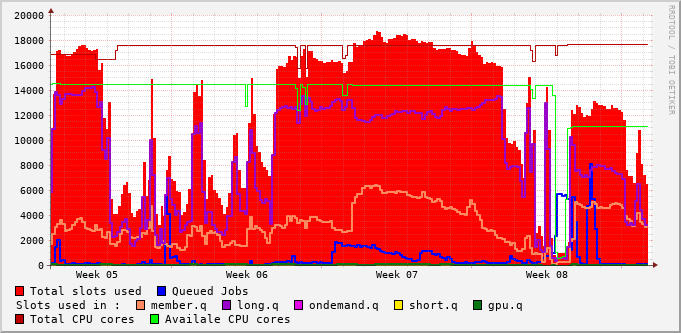 20000
18000
16000
14000
12000
10000
8000
6000
4000
2000
0
Week 05 Week 06 Week 07 Week 08
RRDTOOL / TOBI OETIKER
Total slots used Queued Jobs
Slots used in : member.q long.q ondemand.q short.q gpu.q
Total CPU cores Availale CPU cores